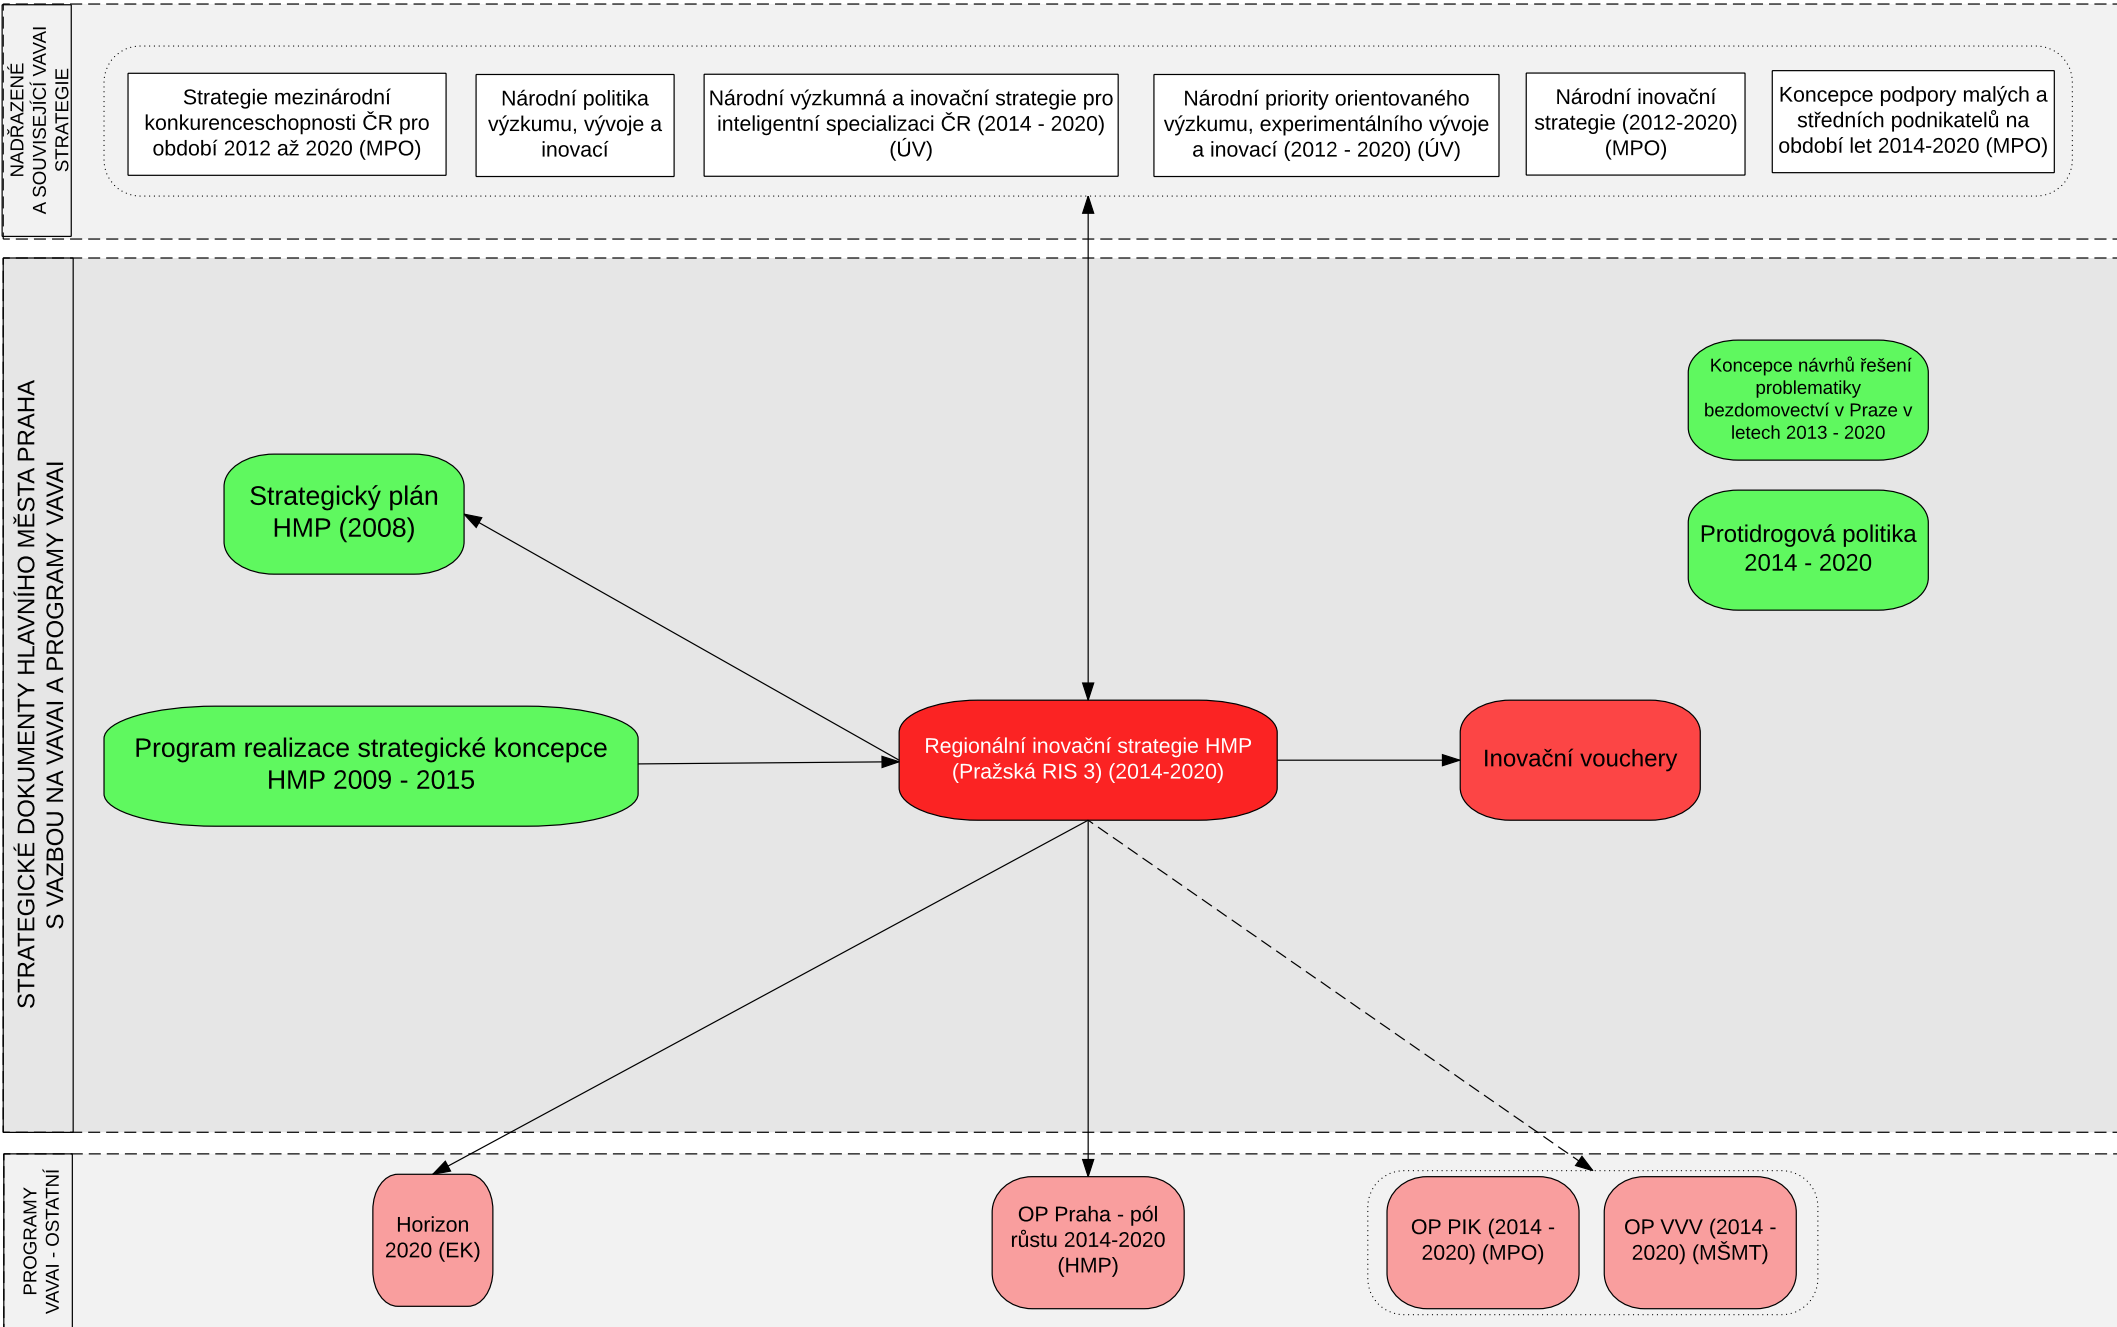 NADŘAZENÉ
A SOUVISEJÍCÍ VAVAI
STRATEGIE
Strategie mezinárodní
konkurenceschopnosti ČR pro
období 2012 až 2020 (MPO)
Národní politika
výzkumu, vývoje a
inovací
Národní výzkumná a inovační strategie pro
inteligentní specializaci ČR (2014 - 2020)
(ÚV)
Národní priority orientovaného
výzkumu, experimentálního vývoje
a inovací (2012 - 2020) (ÚV)
Národní inovační
strategie (2012-2020)
(MPO)
Koncepce podpory malých a
středních podnikatelů na
období let 2014-2020 (MPO)
STRATEGICKÉ DOKUMENTY HLAVNÍHO MĚSTA PRAHA
S VAZBOU NA VAVAI A PROGRAMY VAVAI
Koncepce návrhů řešení
problematiky
bezdomovectví v Praze v
letech 2013 - 2020
Strategický plán
HMP (2008)
Protidrogová politika
2014 - 2020
Program realizace strategické koncepce
HMP 2009 - 2015
Regionální inovační strategie HMP
(Pražská RIS 3) (2014-2020)
Inovační vouchery
PROGRAMY
VAVAI - OSTATNÍ
Horizon
2020 (EK)
OP Praha - pól
růstu 2014-2020
(HMP)
OP PIK (2014 -
2020) (MPO)
OP VVV (2014 -
2020) (MŠMT)